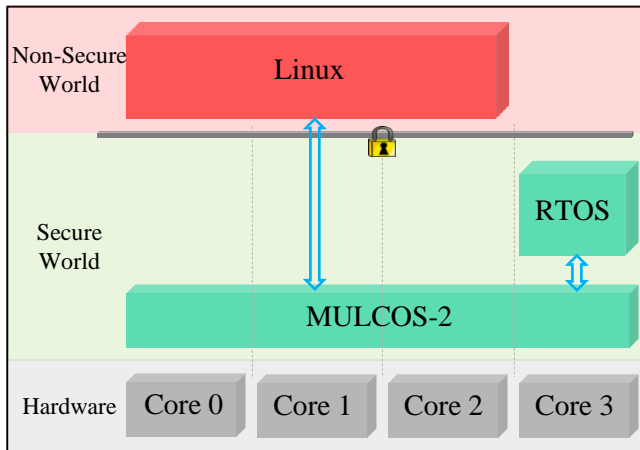 Non-Secure
World
Linux
Secure
World
RTOS
MULCOS-2
Hardware
Core 0
Core 1
Core 2
Core 3